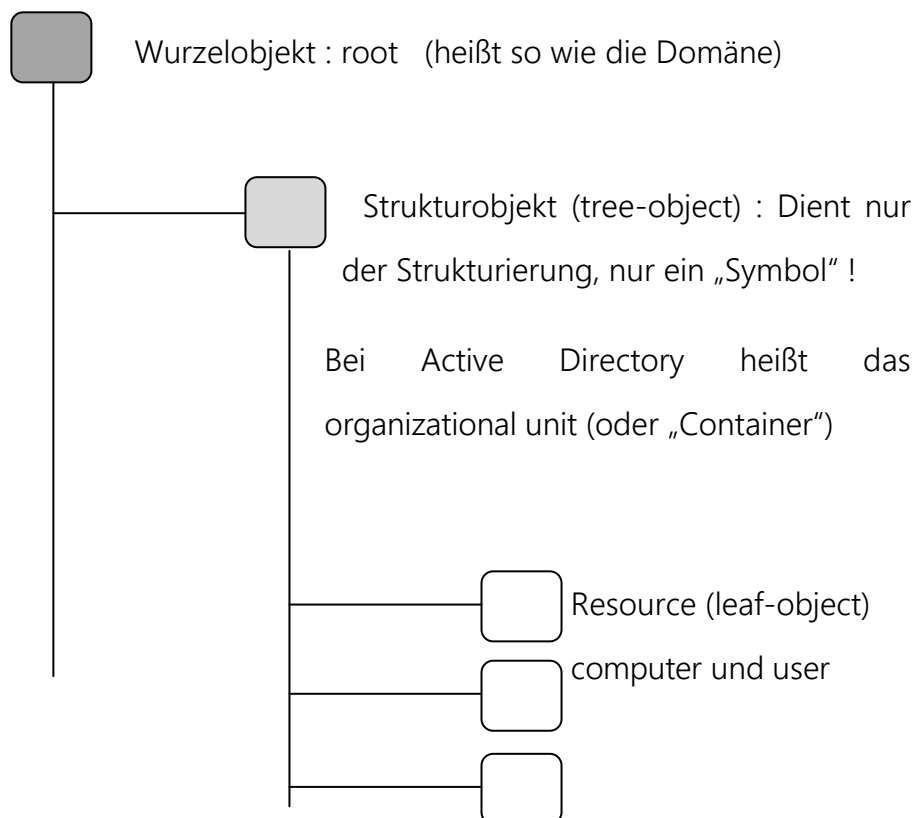 Wurzelobjekt : root (heißt so wie die Domäne)
Strukturobjekt (tree-object) : Dient nur
der Strukturierung, nur ein „Symbol“ !
Bei Active Directory heißt das
organizational unit (oder „Container“)
Resource (leaf-object)
computer und user